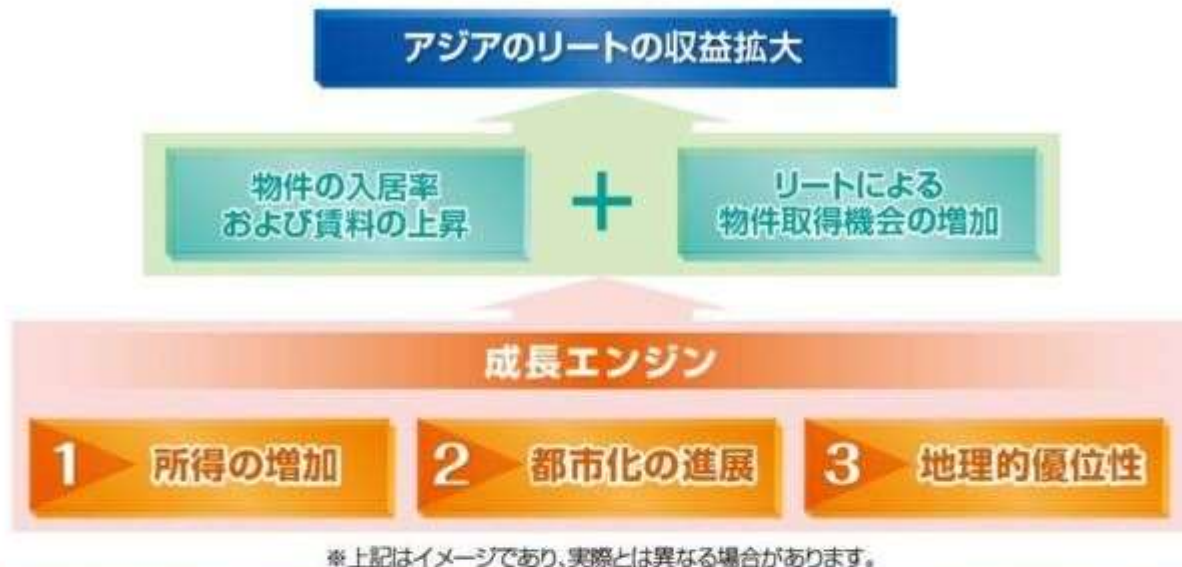 アジアのリートの収益拡大
物件の入居率
および賃料の上昇
+
リートによる
物件取得機会の増加
成長エンジン
1 所得の増加
2 都市化の進展
3 地理的優位性
※上記はイメージであり、実際とは異なる場合があります。